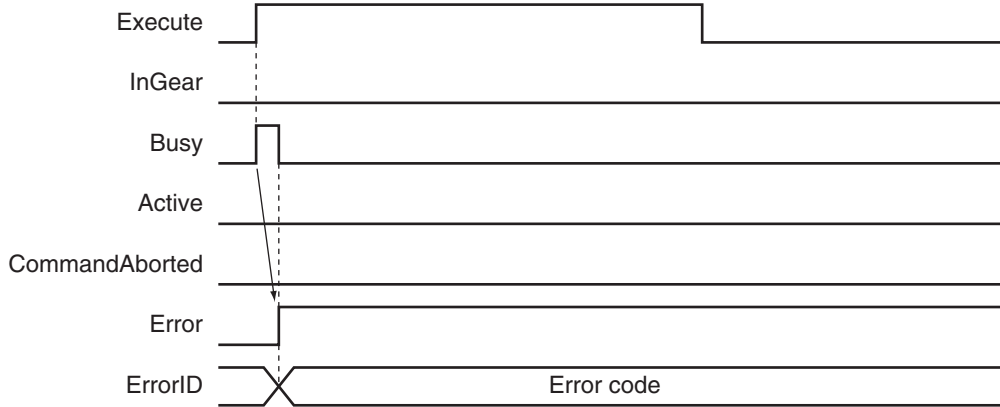 Execute
InGear
Busy
Active
CommandAborted
Error
ErrorID Error code